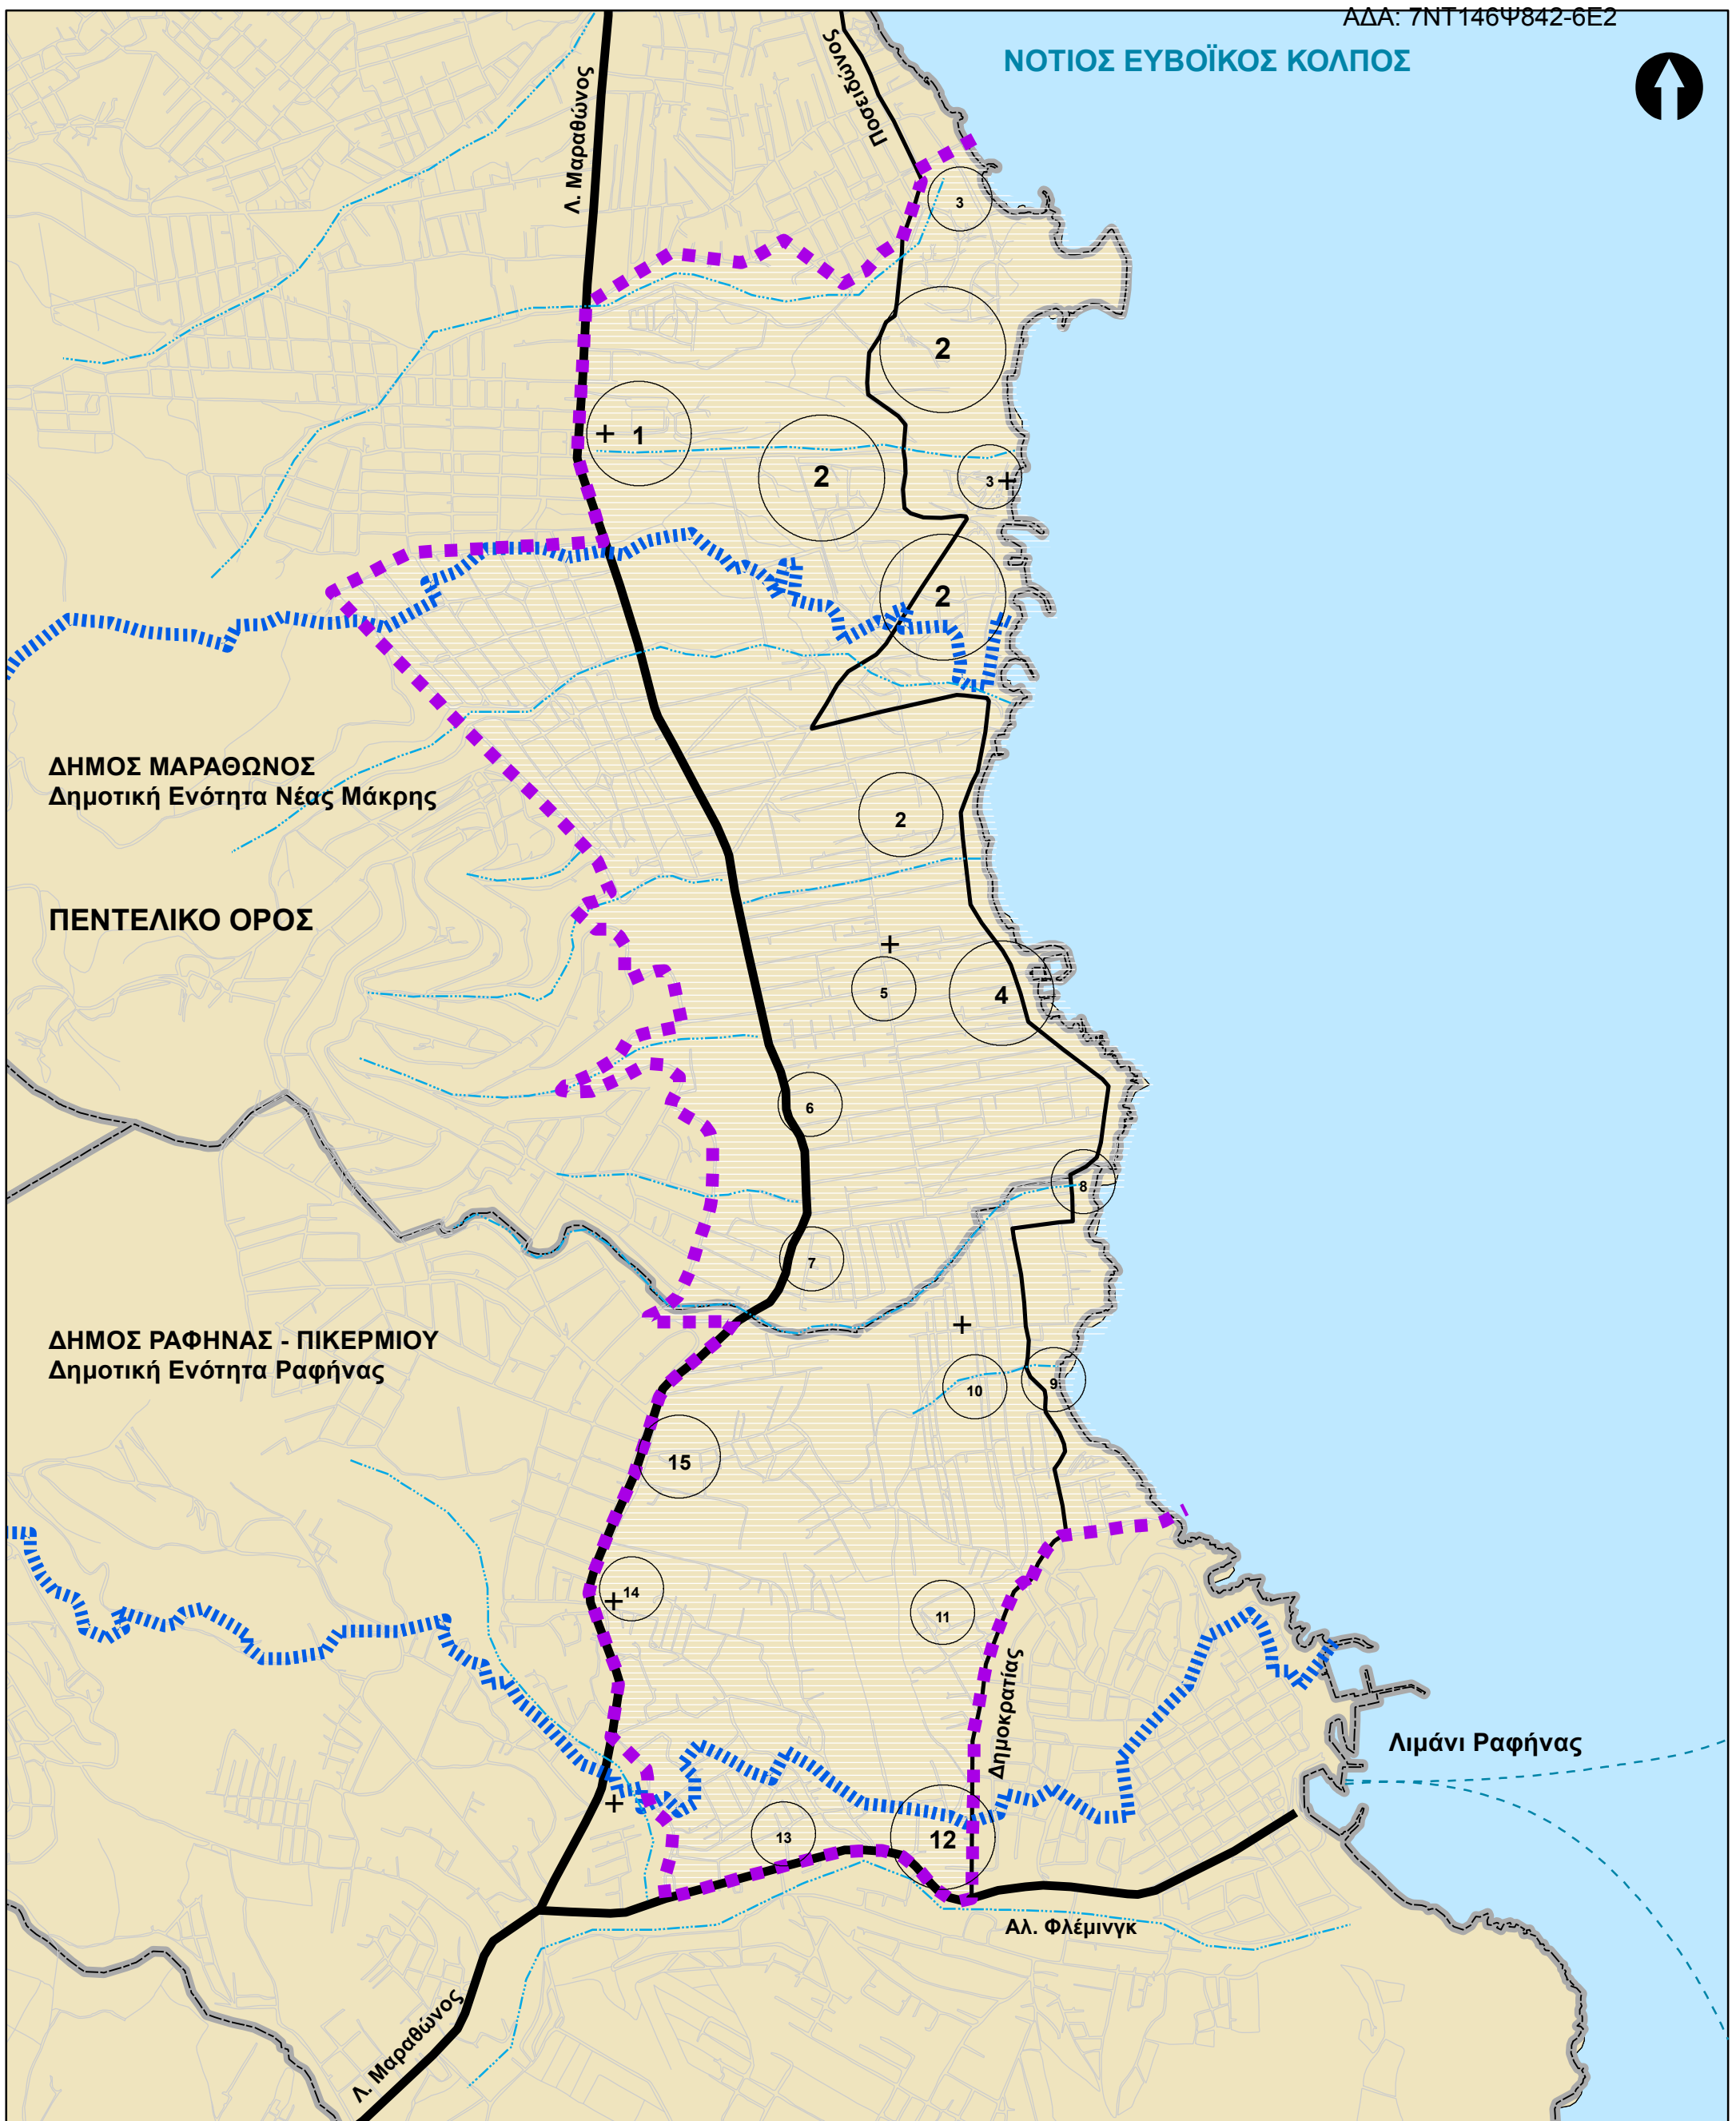 ΑΔΑ: 7ΝΤ146Ψ842-6Ε2
ΝΟΤΙΟΣ ΕΥΒΟΪΚΟΣ ΚΟΛΠΟΣ
Λ. Μαραθώνος
Ποσειδώνος
3
2
1
2
3
2
ΔΗΜΟΣ ΜΑΡΑΘΩΝΟΣ
Δημοτική Ενότητα Νέας Μάκρης
2
ΠΕΝΤΕΛΙΚΟ ΟΡΟΣ
5
4
6
8
7
ΔΗΜΟΣ ΡΑΦΗΝΑΣ - ΠΙΚΕΡΜΙΟΥ
Δημοτική Ενότητα Ραφήνας
10
9
15
14
11
Δημοκρατίας
Λιμάνι Ραφήνας
13
12
Αλ. Φλέμινγκ
Λ. Μαραθώνος